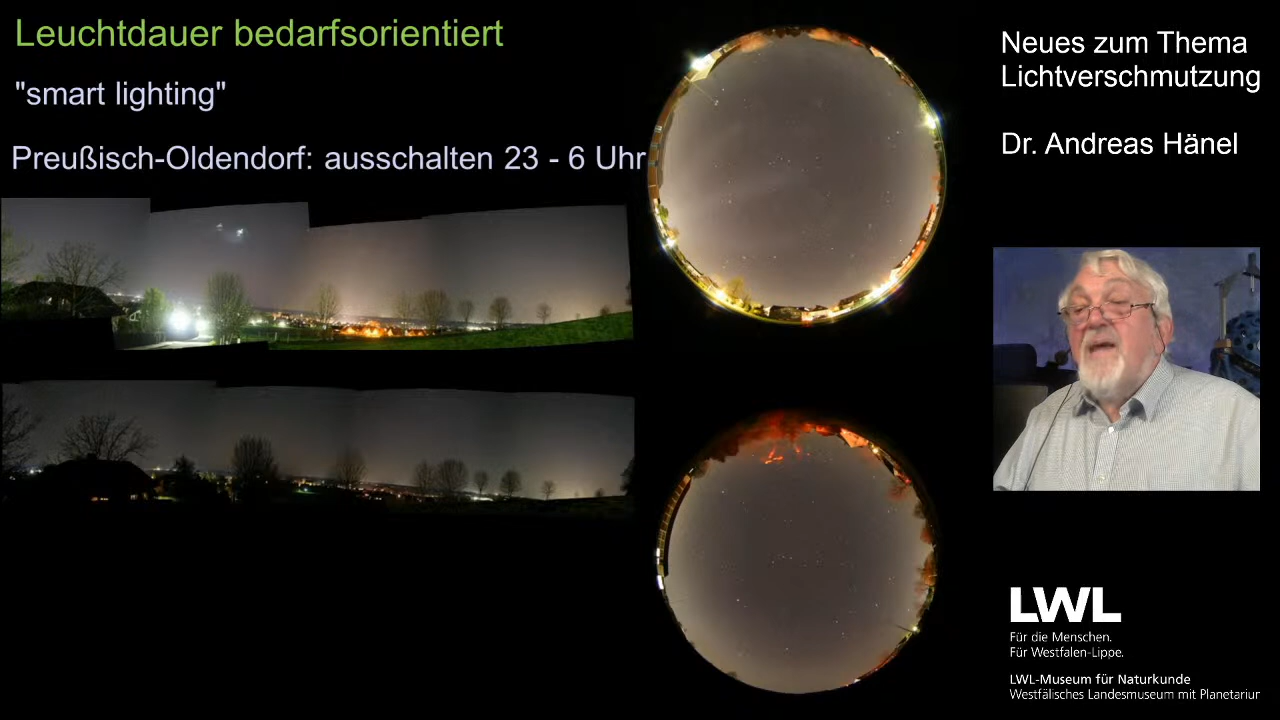 Leuchtdauer bedarfsorientiert
"smart lighting"
Preußisch-Oldendorf: ausschalten 23 - 6 Uhr
Neues zum Thema
Lichtverschmutzung
Dr. Andreas Hänel
LWL
Für die Menschen.
Für Westfalen-Lippe.
LWL-Museum für Naturkunde
Westfälisches Landesmuseum mit Planetariur